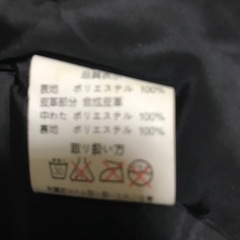 品質表示
表地 ポリエステル 100%
皮革部分 合成皮革
中わた ポリエステル 100%
裏地 ポリエステル 100%
取り扱い方